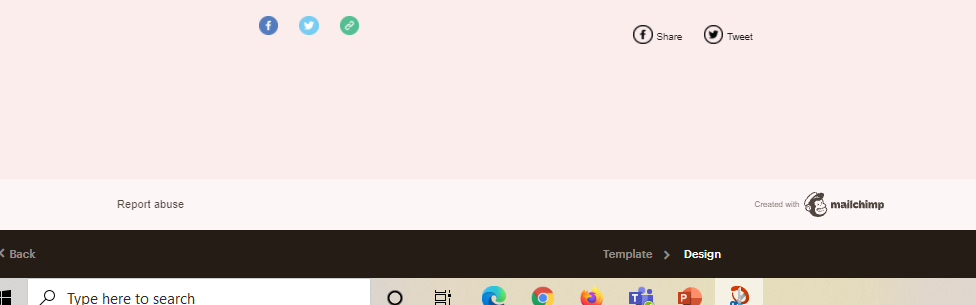 Share Tweet
Report abuse
Created with mailchimp
Back Template Design
Type here to search